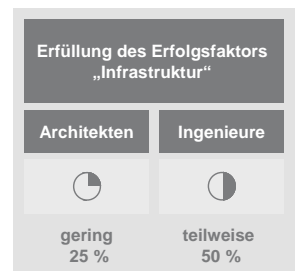 Erfüllung des Erfolgsfaktors
„Infrastruktur“
Architekten Ingenieure
gering teilweise
25 % 50 %